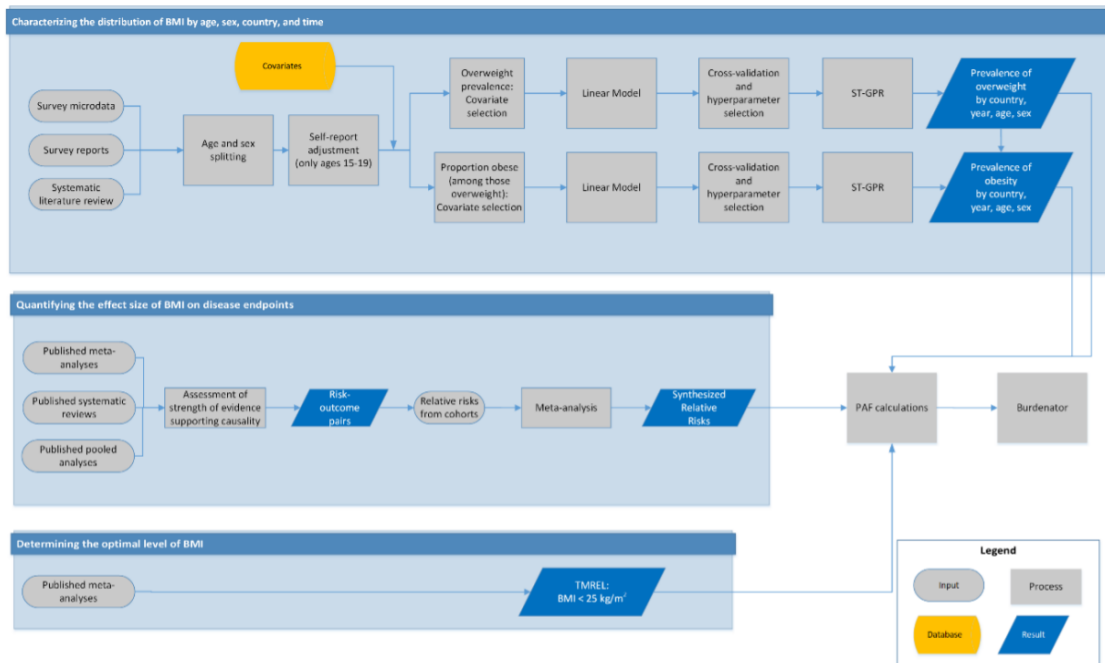 Characterizing the distribution of BMI by age, sex, country, and time
Covariates
Survey microdata
Survey reports
Systematic
literature review
Age and sex
splitting
Self-report
adjustment
(only ages 15-19)
Overweight
prevalence:
Covariate
selection
Linear Model
Cross-validation
and
hyperparameter
selection
ST-GPR
Prevalence of
overweight
by country,
year, age, sex
Proportion obese
(among those
overweight):
Covariate selection
Linear Model
Cross-validation
and
hyperparameter
selection
ST-GPR
Prevalence of
obesity
by country,
year, age, sex
Quantifying the effect size of BMI on disease endpoints
Published meta-
analyses
Published systematic
reviews
Published pooled
analyses
Assessment of
strength of evidence
supporting causality
Risk-
outcome
pairs
Relative risks
from cohorts
Meta-analysis
Synthesized
Relative
Risks
PAF calculations
Burdenator
Determining the optimal level of BMI
Published meta-
analyses
TMREL:
BMI < 25 kg/m²
Legend
Input
Process
Database
Result